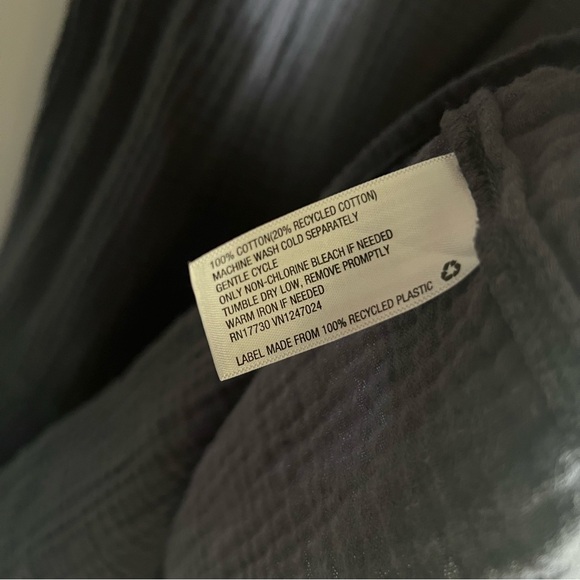 100% COTTON(20% RECYCLED COTTON)
MACHINE WASH COLD SEPARATELY
GENTLE CYCLE
ONLY NON-CHLORINE BLEACH IF NEEDED
TUMBLE DRY LOW, REMOVE PROMPTLY
WARM IRON IF NEEDED
RN17730 VN1247024
LABEL MADE FROM 100% RECYCLED PLASTIC